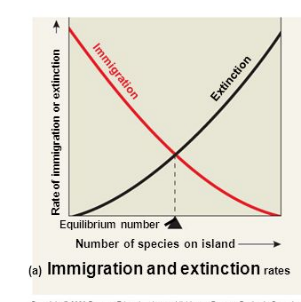 Immigration
Extinction
Rate of immigration or extinction
Equilibrium number
Number of species on island
(a) Immigration and extinction rates